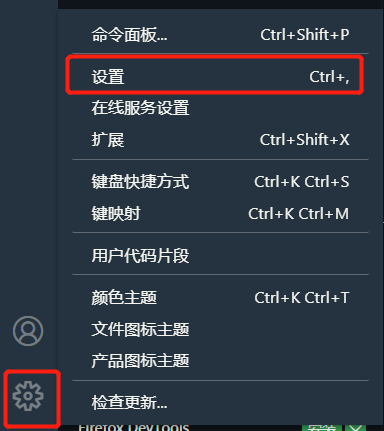 命令面板... Ctrl+Shift+P
设置 Ctrl+,
在线服务设置
扩展 Ctrl+Shift+X
键盘快捷方式 Ctrl+K Ctrl+S
键映射 Ctrl+K Ctrl+M
用户代码片段
颜色主题 Ctrl+K Ctrl+T
文件图标主题
产品图标主题
检查更新...
Firefox DevTools 安装